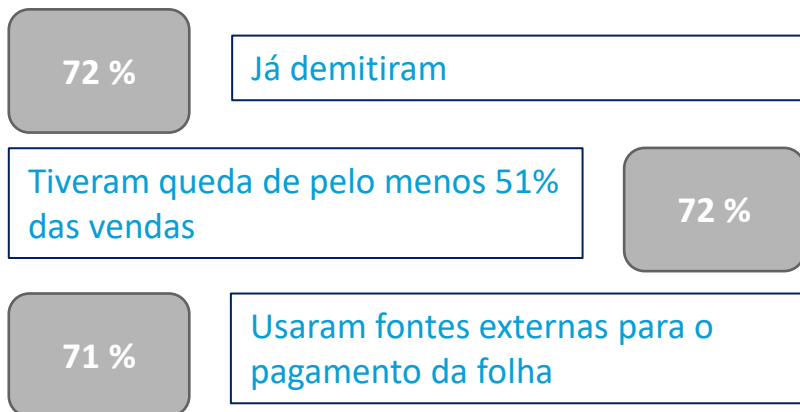 72 %
Já demitiram
Tiveram queda de pelo menos 51%
das vendas
72 %
71 %
Usaram fontes externas para o
pagamento da folha